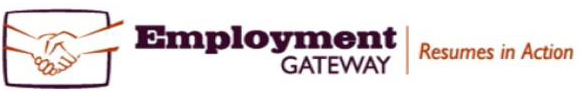 Employment
GATEWAY
Resumes in Action